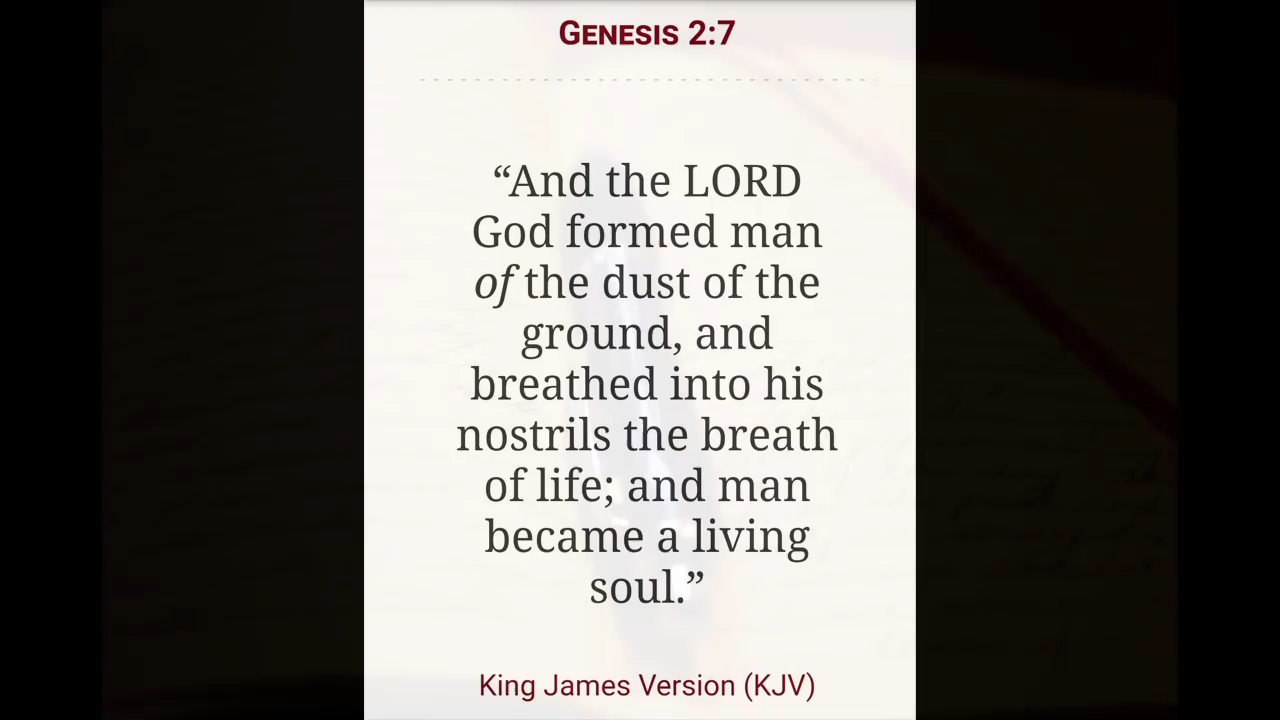 GENESIS 2:7
“And the LORD
God formed man
of the dust of the
ground, and
breathed into his
nostrils the breath
of life; and man
became a living
soul.”
King James Version (KJV)